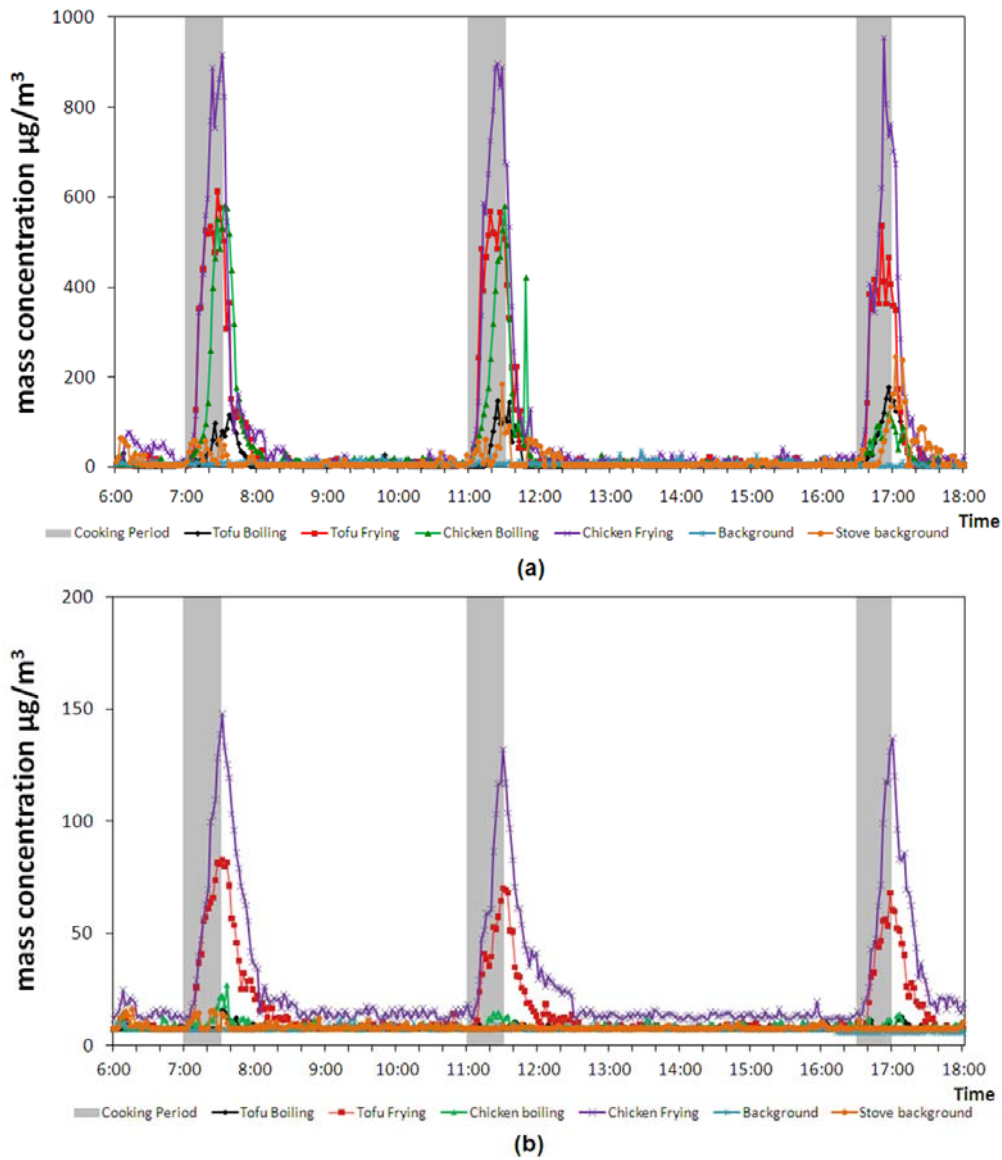 mass concentration µg/m³
1000
800
600
400
200
0
6:00 7:00 8:00 9:00 10:00 11:00 12:00 13:00 14:00 15:00 16:00 17:00 18:00
Time
Cooking Period Tofu Boiling Tofu Frying Chicken Boiling Chicken Frying Background Stove background
(a)
mass concentration µg/m³
200
150
100
50
0
6:00 7:00 8:00 9:00 10:00 11:00 12:00 13:00 14:00 15:00 16:00 17:00 18:00
Time
Cooking Period Tofu Boiling Tofu Frying Chicken boiling Chicken Frying Background Stove background
(b)